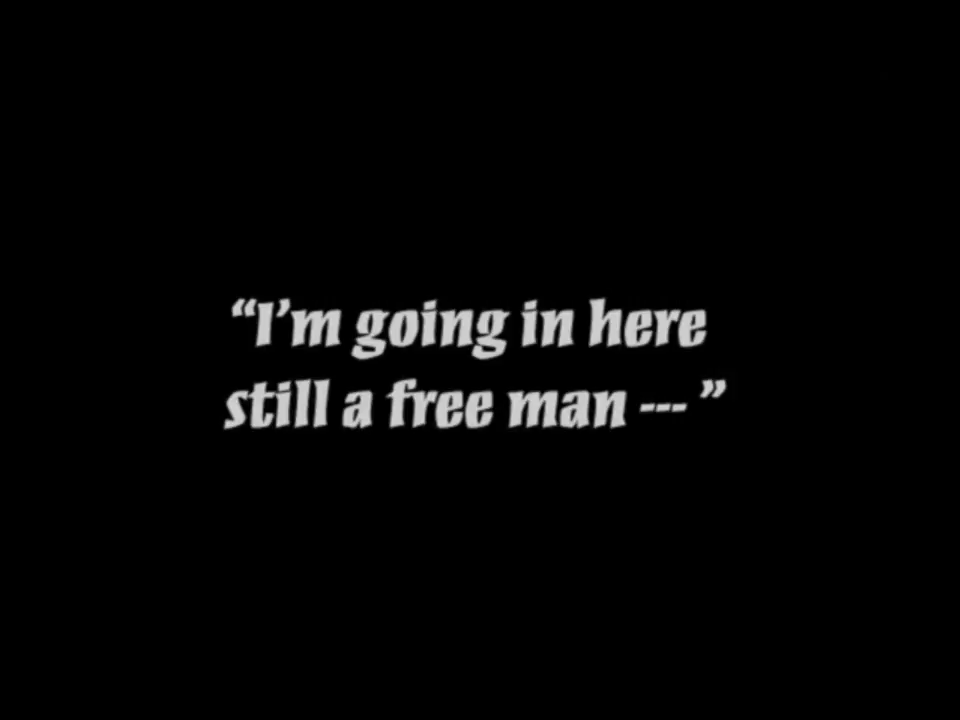 “I’m going in here
still a free man --- ”